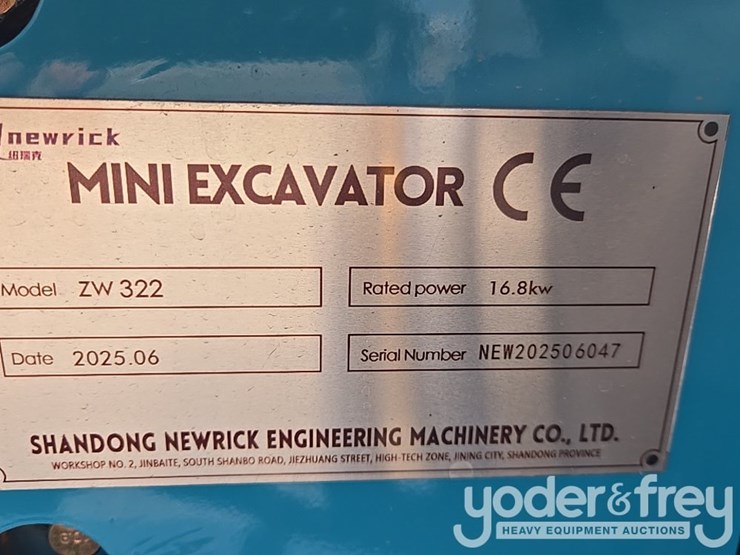 newrick
纽瑞克
MINI EXCAVATOR CE
Model ZW 322
Rated power 16.8kw
Date 2025.06
Serial Number NEW202506047
SHANDONG NEWRICK ENGINEERING MACHINERY CO., LTD.
WORKSHOP NO. 2, JINBAITE, SOUTH SHANBO ROAD, JIEZHUANG STREET, HIGH-TECH ZONE, JINING CITY, SHANDONG PROVINCE
yoder&frey
HEAVY EQUIPMENT AUCTIONS